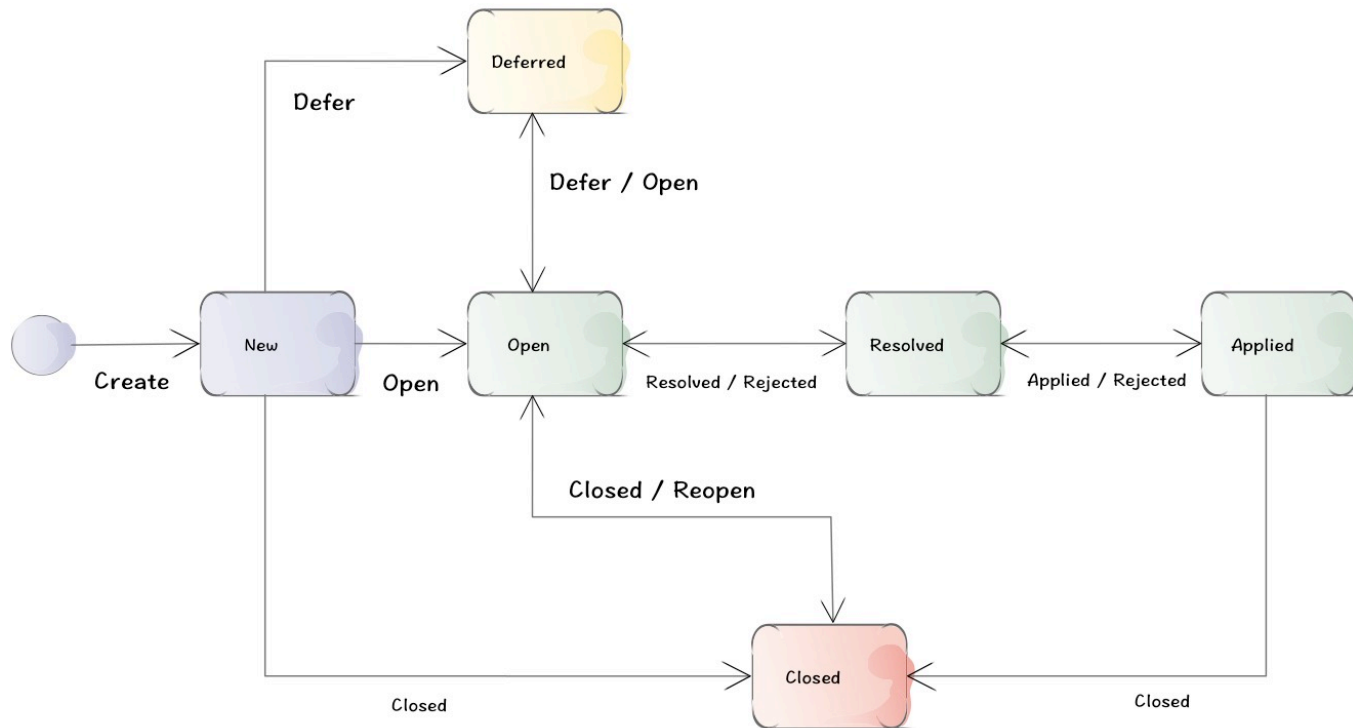 Deferred
Defer
Defer / Open
New
Open
Resolved
Applied
Create
Open
Resolved / Rejected
Applied / Rejected
Closed / Reopen
Closed
Closed
Closed